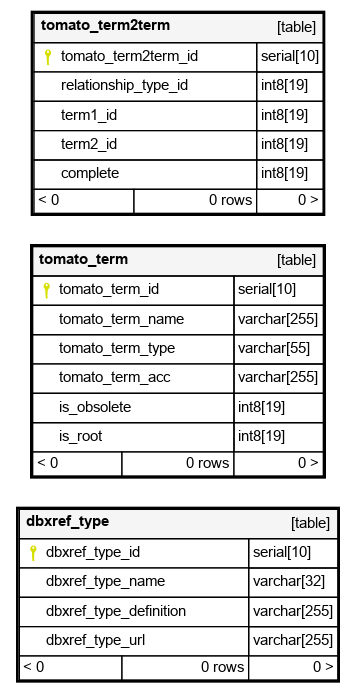 tomato_term2term [table]
tomato_term2term_id serial[10]
relationship_type_id int8[19]
term1_id int8[19]
term2_id int8[19]
complete int8[19]
< 0 0 rows 0 >
tomato_term [table]
tomato_term_id serial[10]
tomato_term_name varchar[255]
tomato_term_type varchar[55]
tomato_term_acc varchar[255]
is_obsolete int8[19]
is_root int8[19]
< 0 0 rows 0 >
dbxref_type [table]
dbxref_type_id serial[10]
dbxref_type_name varchar[32]
dbxref_type_definition varchar[255]
dbxref_type_url varchar[255]
< 0 0 rows 0 >